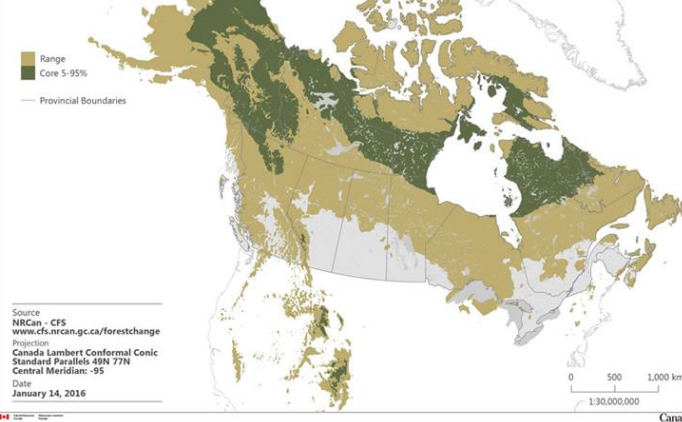 Range
Core 5-95%
Provincial Boundaries
Source
NRCan - CFS
www.cfs.nrcan.gc.ca/forestchange
Projection
Canada Lambert Conformal Conic
Standard Parallels 49N 77N
Central Meridian: -95
Date
January 14, 2016
0 500 1,000 km
1:30,000,000